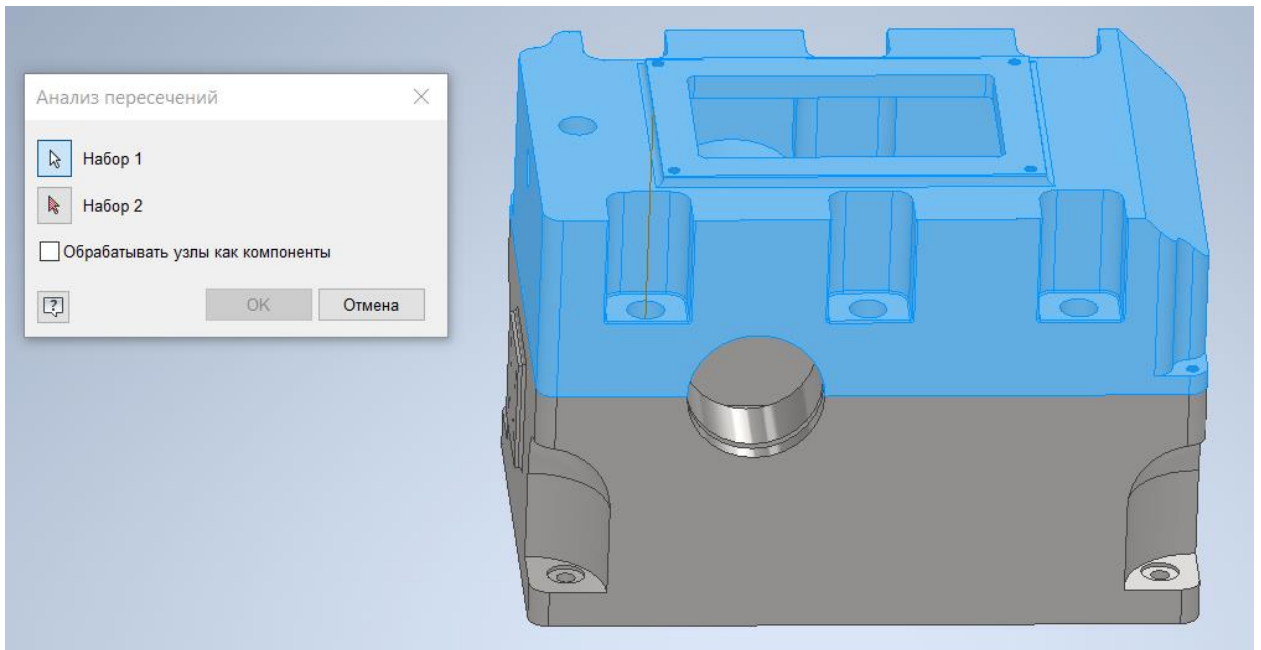 Анализ пересечений
Набор 1
Набор 2
Обрабатывать узлы как компоненты
?
OK
Отмена